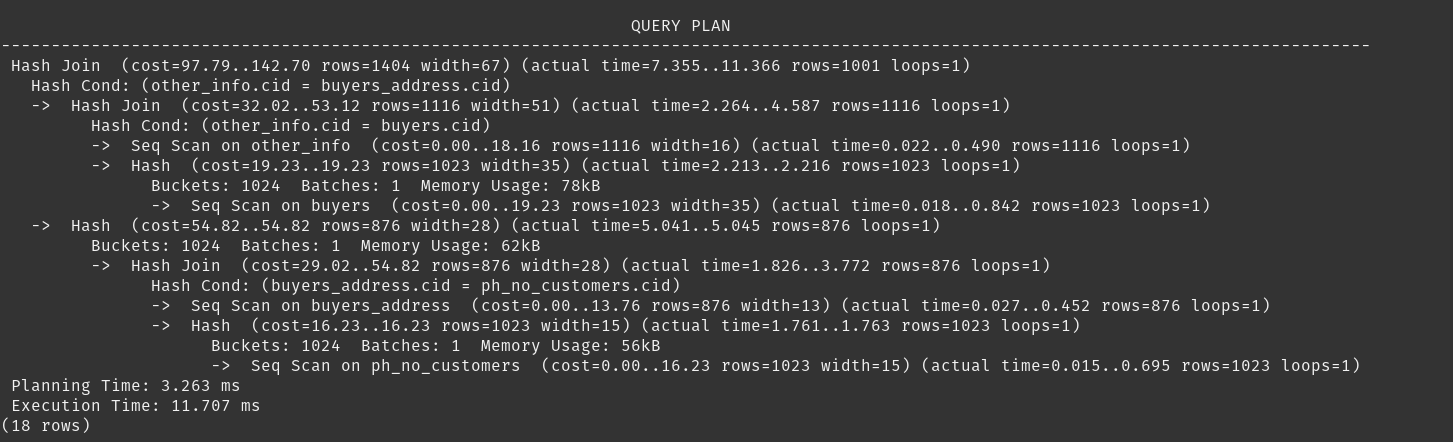 QUERY PLAN
-----------------------------------------------------------------------------------------------------------------------------------------
Hash Join  (cost=97.79..142.70 rows=1404 width=67) (actual time=7.355..11.366 rows=1001 loops=1)
  Hash Cond: (other_info.cid = buyers_address.cid)
  ->  Hash Join  (cost=32.02..53.12 rows=1116 width=51) (actual time=2.264..4.587 rows=1116 loops=1)
        Hash Cond: (other_info.cid = buyers.cid)
        ->  Seq Scan on other_info  (cost=0.00..18.16 rows=1116 width=16) (actual time=0.022..0.490 rows=1116 loops=1)
        ->  Hash  (cost=19.23..19.23 rows=1023 width=35) (actual time=2.213..2.216 rows=1023 loops=1)
              Buckets: 1024  Batches: 1  Memory Usage: 78kB
              ->  Seq Scan on buyers  (cost=0.00..19.23 rows=1023 width=35) (actual time=0.018..0.842 rows=1023 loops=1)
  ->  Hash  (cost=54.82..54.82 rows=876 width=28) (actual time=5.041..5.045 rows=876 loops=1)
        Buckets: 1024  Batches: 1  Memory Usage: 62kB
        ->  Hash Join  (cost=29.02..54.82 rows=876 width=28) (actual time=1.826..3.772 rows=876 loops=1)
              Hash Cond: (buyers_address.cid = ph_no_customers.cid)
              ->  Seq Scan on buyers_address  (cost=0.00..13.76 rows=876 width=13) (actual time=0.027..0.452 rows=876 loops=1)
              ->  Hash  (cost=16.23..16.23 rows=1023 width=15) (actual time=1.761..1.763 rows=1023 loops=1)
                    Buckets: 1024  Batches: 1  Memory Usage: 56kB
                    ->  Seq Scan on ph_no_customers  (cost=0.00..16.23 rows=1023 width=15) (actual time=0.015..0.695 rows=1023 loops=1)
Planning Time: 3.263 ms
Execution Time: 11.707 ms
(18 rows)